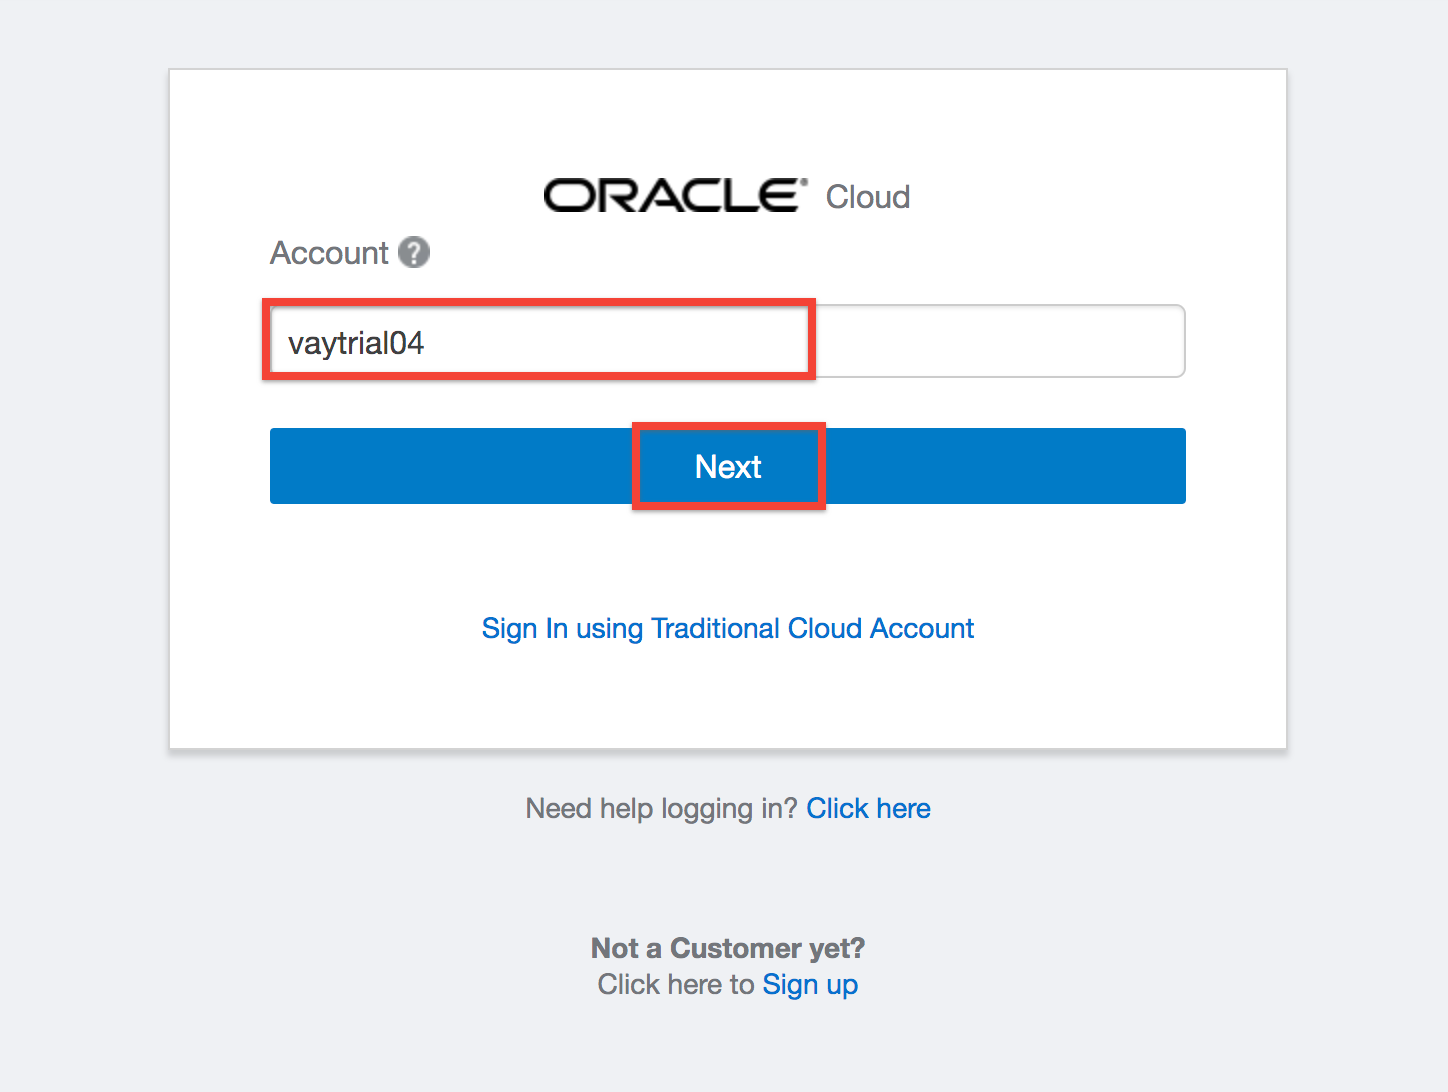 ORACLE® Cloud
Account ?
vaytrial04
Next
Sign In using Traditional Cloud Account
Need help logging in? Click here
Not a Customer yet?
Click here to Sign up